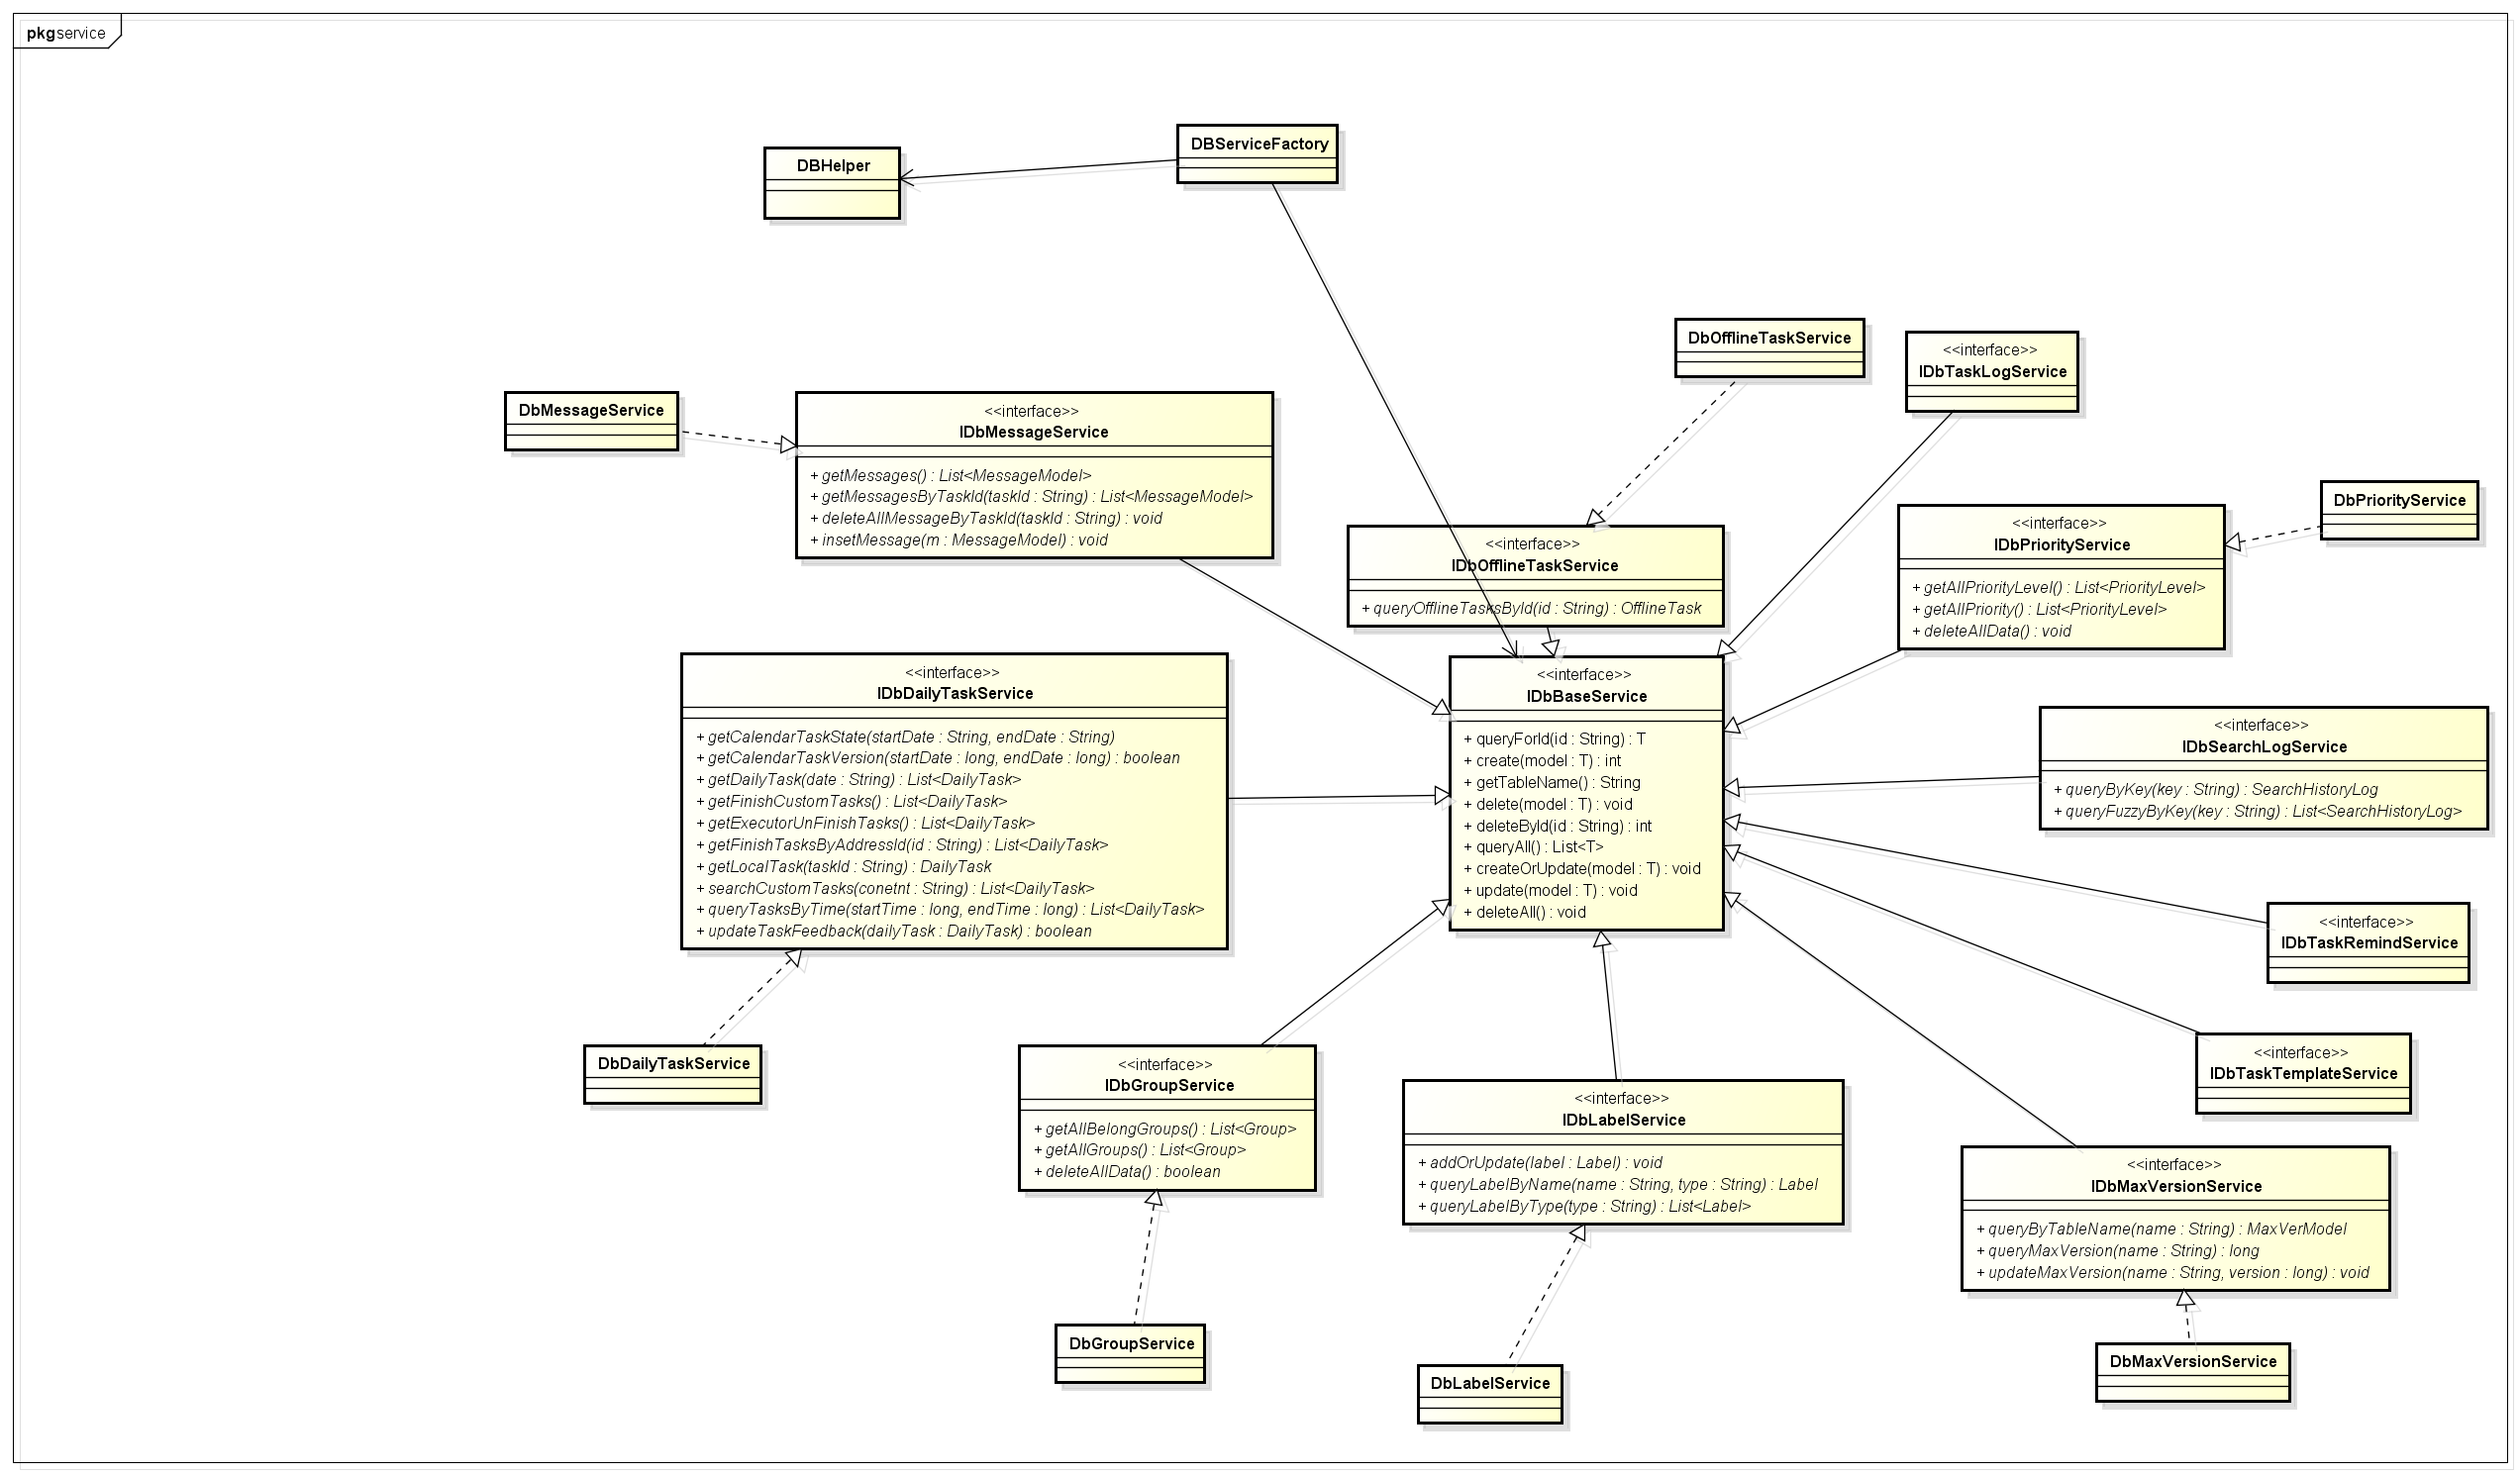 pkg service
DBServiceFactory
DBHelper
DbOfflineTaskService
<<interface>>
IDbTaskLogService
DbMessageService
<<interface>>
IDbMessageService
+ getMessages() : List<MessageModel>
+ getMessagesByTaskId(taskId : String) : List<MessageModel>
+ deleteAllMessageByTaskId(taskId : String) : void
+ insetMessage(m : MessageModel) : void
DbPriorityService
<<interface>>
IDbPriorityService
+ getAllPriorityLevel() : List<PriorityLevel>
+ getAllPriority() : List<PriorityLevel>
+ deleteAllData() : void
<<interface>>
IDbOfflineTaskService
+ queryOfflineTasksById(id : String) : OfflineTask
<<interface>>
IDbDailyTaskService
+ getCalendarTaskState(startDate : String, endDate : String)
+ getCalendarTaskVersion(startDate : long, endDate : long) : boolean
+ getDailyTask(date : String) : List<DailyTask>
+ getFinishCustomTasks() : List<DailyTask>
+ getExecutorUnFinishTasks() : List<DailyTask>
+ getFinishTasksByAddressId(id : String) : List<DailyTask>
+ getLocalTask(taskId : String) : DailyTask
+ searchCustomTasks(conetnt : String) : List<DailyTask>
+ queryTasksByTime(startTime : long, endTime : long) : List<DailyTask>
+ updateTaskFeedback(dailyTask : DailyTask) : boolean
<<interface>>
IDbBaseService
+ queryForId(id : String) : T
+ create(model : T) : int
+ getTableName() : String
+ delete(model : T) : void
+ deleteById(id : String) : int
+ queryAll() : List<T>
+ createOrUpdate(model : T) : void
+ update(model : T) : void
+ deleteAll() : void
<<interface>>
IDbSearchLogService
+ queryByKey(key : String) : SearchHistoryLog
+ queryFuzzyByKey(key : String) : List<SearchHistoryLog>
<<interface>>
IDbTaskRemindService
<<interface>>
IDbTaskTemplateService
DbDailyTaskService
<<interface>>
IDbGroupService
+ getAllBelongGroups() : List<Group>
+ getAllGroups() : List<Group>
+ deleteAllData() : boolean
<<interface>>
IDbLabelService
+ addOrUpdate(label : Label) : void
+ queryLabelByName(name : String, type : String) : Label
+ queryLabelByType(type : String) : List<Label>
<<interface>>
IDbMaxVersionService
+ queryByTableName(name : String) : MaxVerModel
+ queryMaxVersion(name : String) : long
+ updateMaxVersion(name : String, version : long) : void
DbGroupService
DbLabelService
DbMaxVersionService